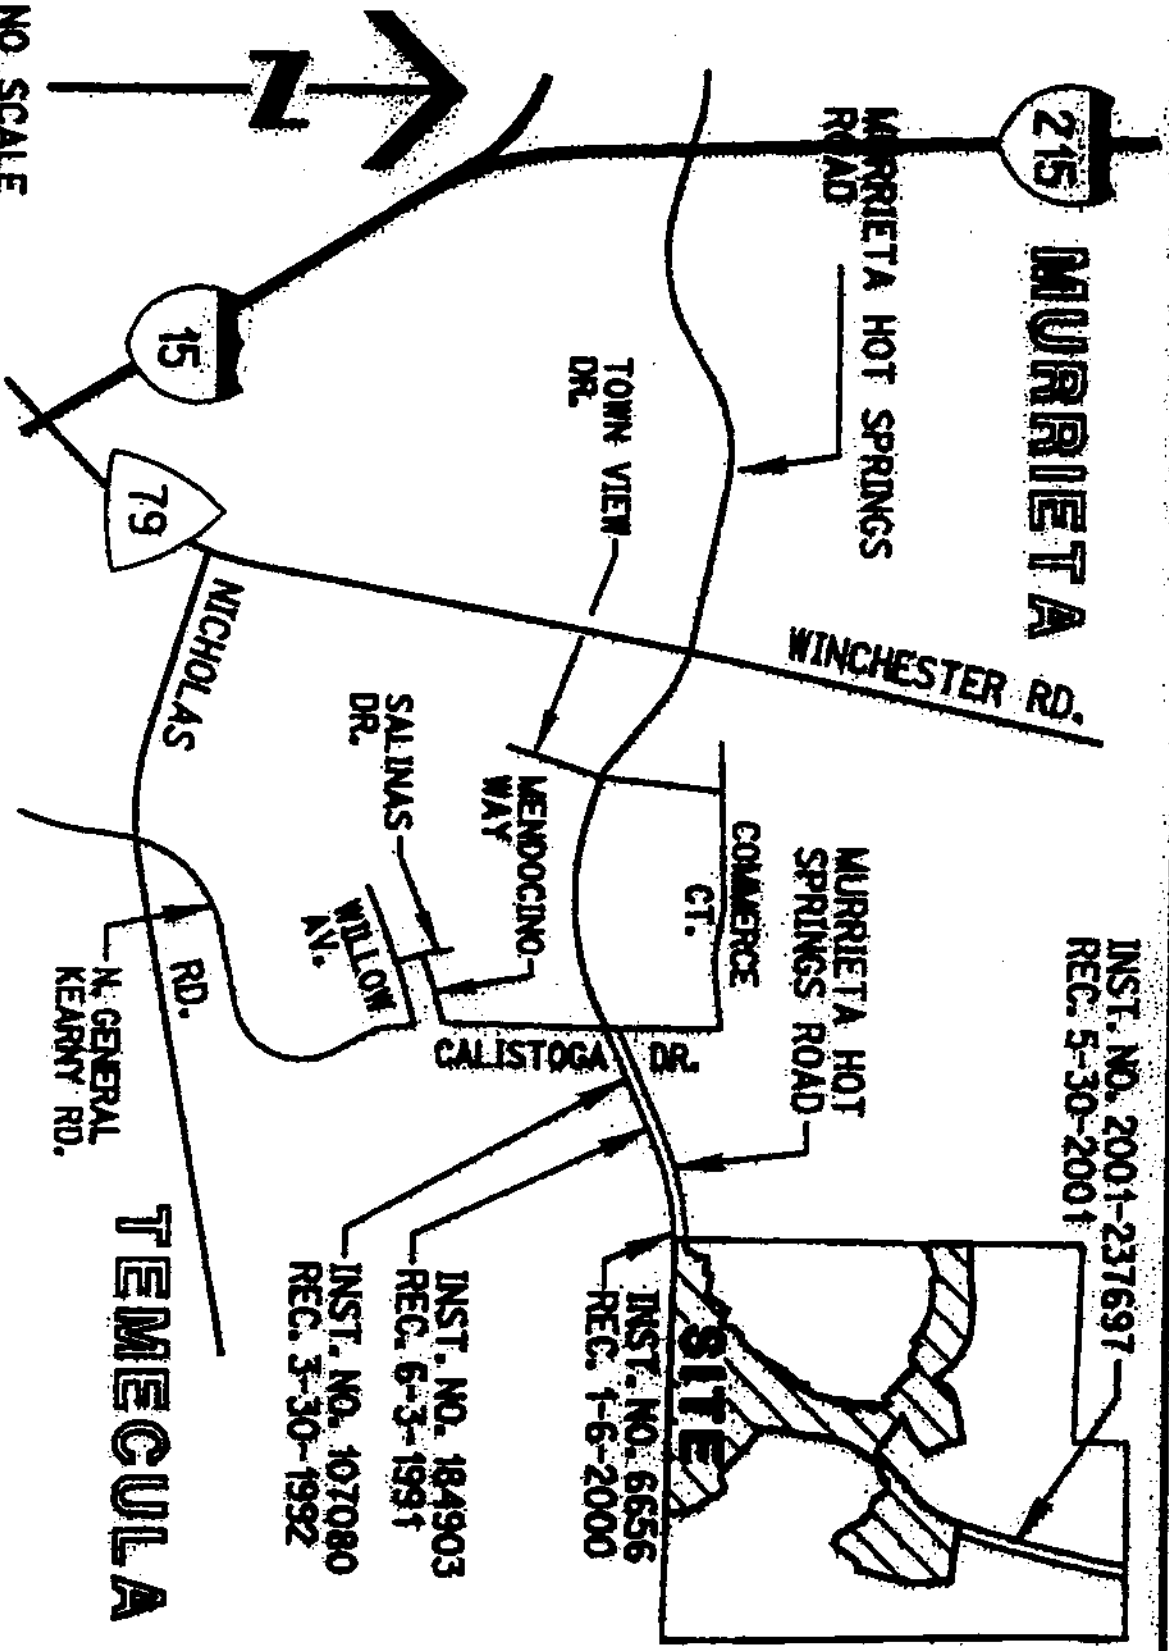 NO SCALE
N
215
MURRIETA
MURRIETA HOT SPRINGS
ROAD
15
79
TOWN VIEW
DR.
WINCHESTER RD.
NICHOLAS
RD.
SALINAS
DR.
MENDOCINO
WAY
WILLOW
AV.
COMMERCE
CT.
CALISTOGA DR.
MURRIETA HOT
SPRINGS ROAD
N. GENERAL
KEARNY RD.
INST. NO. 2001-237697
REC. 5-30-2001
SITE
INST. NO. 6656
REC. 1-6-2000
INST. NO. 184903
REC. 6-3-1991
INST. NO. 107080
REC. 3-30-1992
TEMECULA